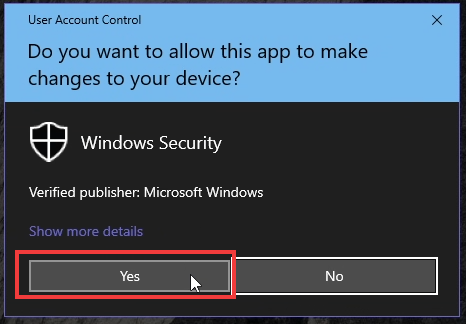 User Account Control
Do you want to allow this app to make
changes to your device?
Windows Security
Verified publisher: Microsoft Windows
Show more details
Yes
No